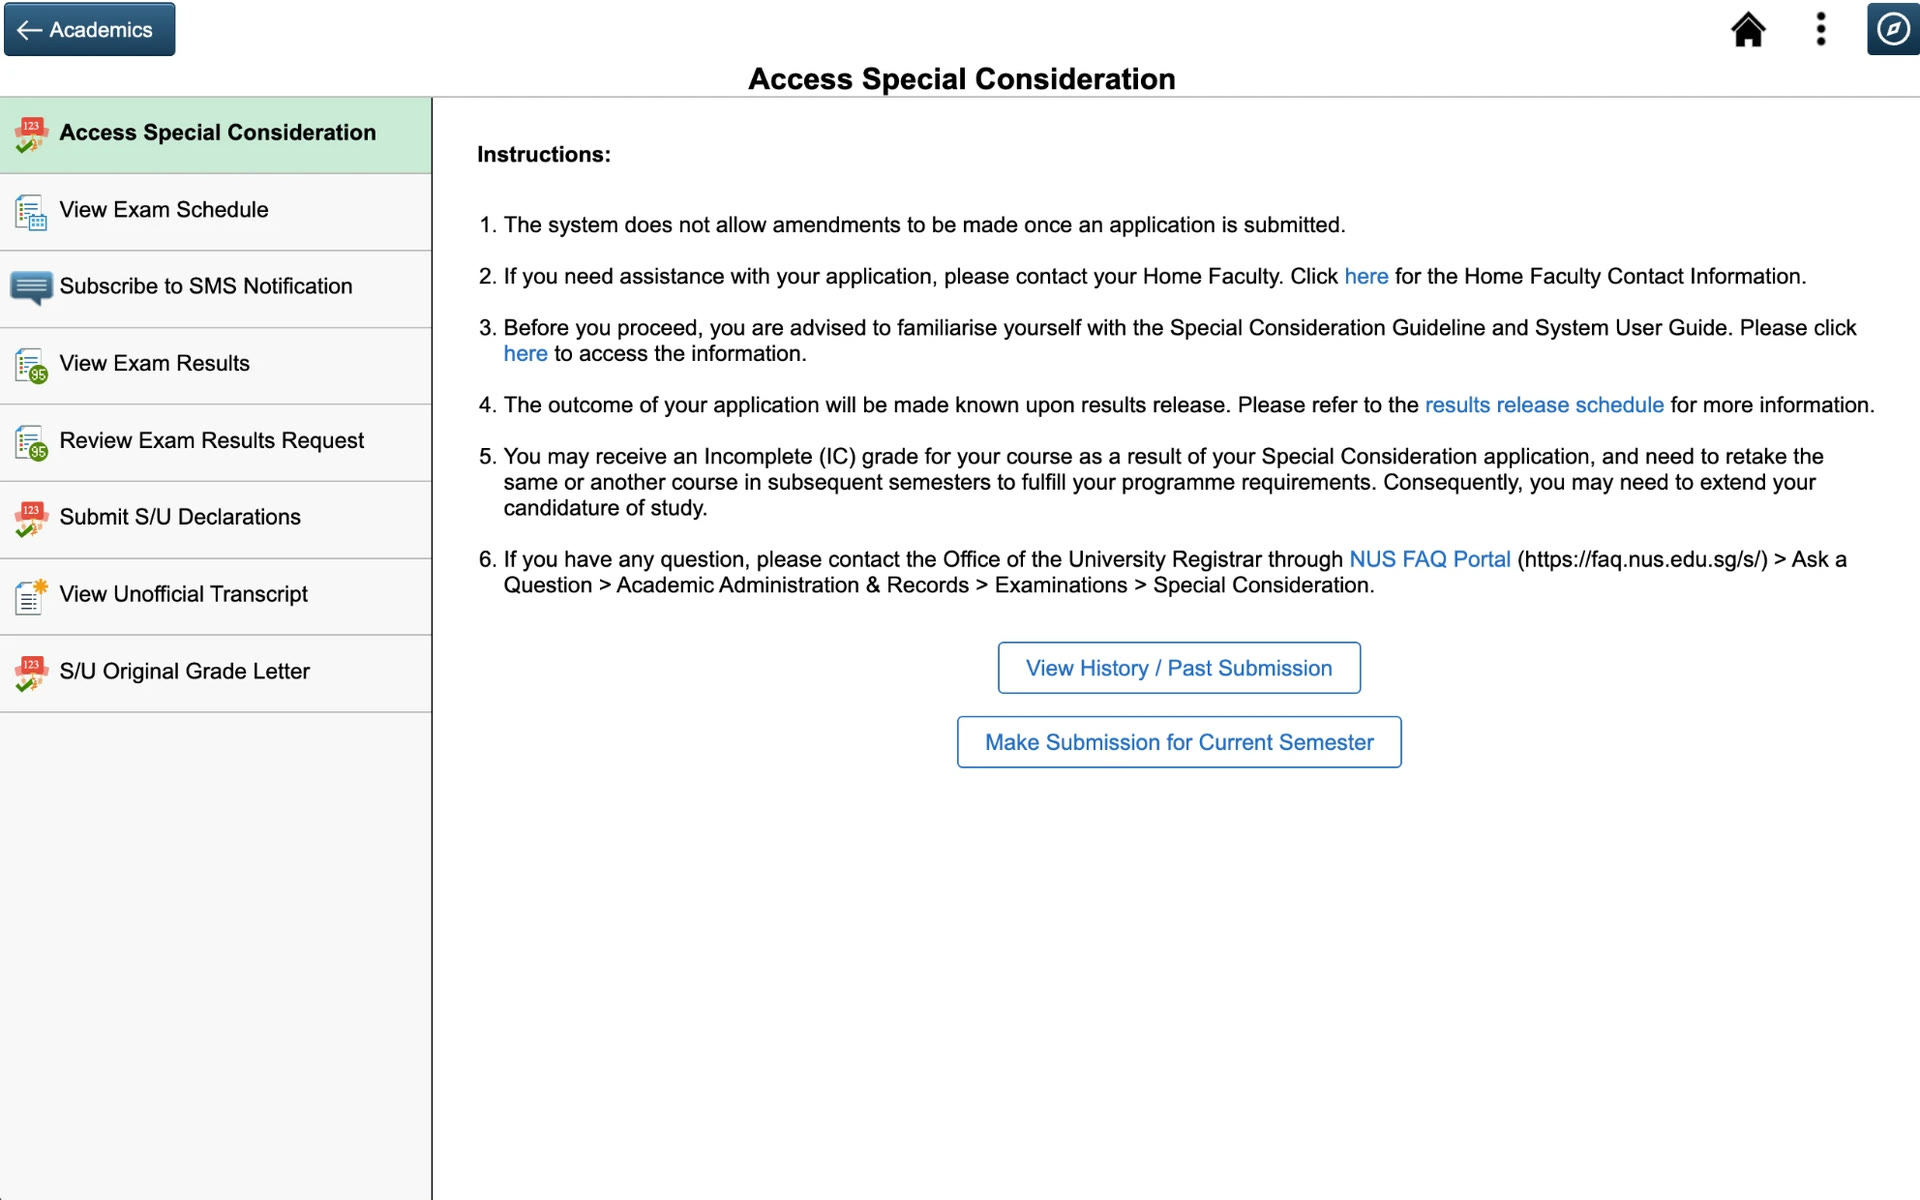 Academics
Access Special Consideration
Access Special Consideration
View Exam Schedule
Subscribe to SMS Notification
View Exam Results
Review Exam Results Request
Submit S/U Declarations
View Unofficial Transcript
S/U Original Grade Letter
Instructions:
1. The system does not allow amendments to be made once an application is submitted.
2. If you need assistance with your application, please contact your Home Faculty. Click here for the Home Faculty Contact Information.
3. Before you proceed, you are advised to familiarise yourself with the Special Consideration Guideline and System User Guide. Please click
here to access the information.
4. The outcome of your application will be made known upon results release. Please refer to the results release schedule for more information.
5. You may receive an Incomplete (IC) grade for your course as a result of your Special Consideration application, and need to retake the
same or another course in subsequent semesters to fulfill your programme requirements. Consequently, you may need to extend your
candidature of study.
6. If you have any question, please contact the Office of the University Registrar through NUS FAQ Portal (https://faq.nus.edu.sg/s/) > Ask a
Question > Academic Administration & Records > Examinations > Special Consideration.
View History / Past Submission
Make Submission for Current Semester